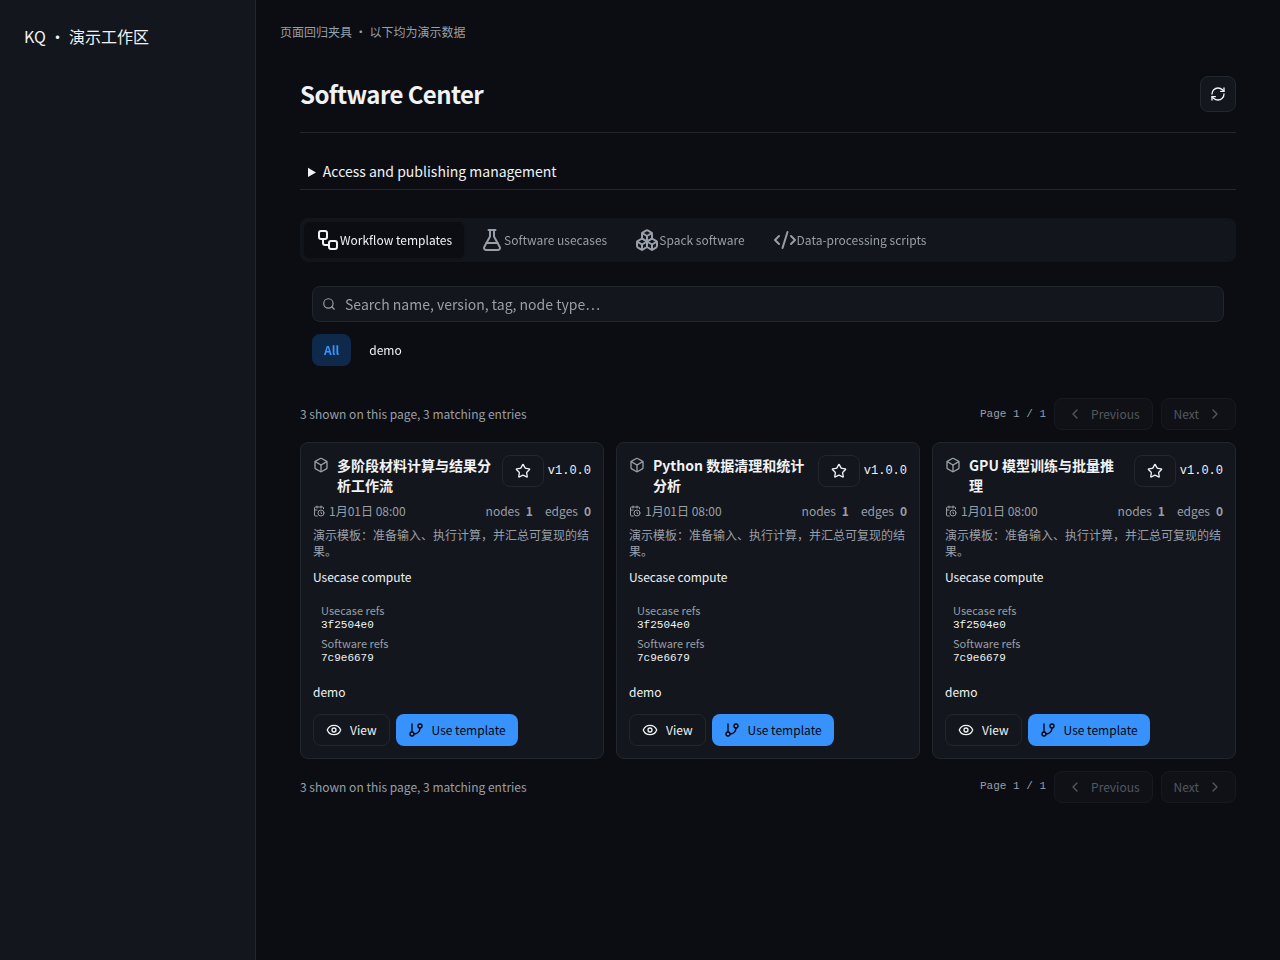 KQ · 演示工作区
页面回归夹具 · 以下均为演示数据
Software Center
Access and publishing management
Workflow templates
Software usecases
Spack software
Data-processing scripts
Search name, version, tag, node type…
All
demo
3 shown on this page, 3 matching entries
Page 1 / 1
Previous
Next
多阶段材料计算与结果分
析工作流
v1.0.0
1月01日 08:00
nodes 1 edges 0
演示模板：准备输入、执行计算，并汇总可复现的结
果。
Usecase compute
Usecase refs
3f2504e0
Software refs
7c9e6679
demo
View
Use template
Python 数据清理和统计
分析
v1.0.0
1月01日 08:00
nodes 1 edges 0
演示模板：准备输入、执行计算，并汇总可复现的结
果。
Usecase compute
Usecase refs
3f2504e0
Software refs
7c9e6679
demo
View
Use template
GPU 模型训练与批量推
理
v1.0.0
1月01日 08:00
nodes 1 edges 0
演示模板：准备输入、执行计算，并汇总可复现的结
果。
Usecase compute
Usecase refs
3f2504e0
Software refs
7c9e6679
demo
View
Use template
3 shown on this page, 3 matching entries
Page 1 / 1
Previous
Next